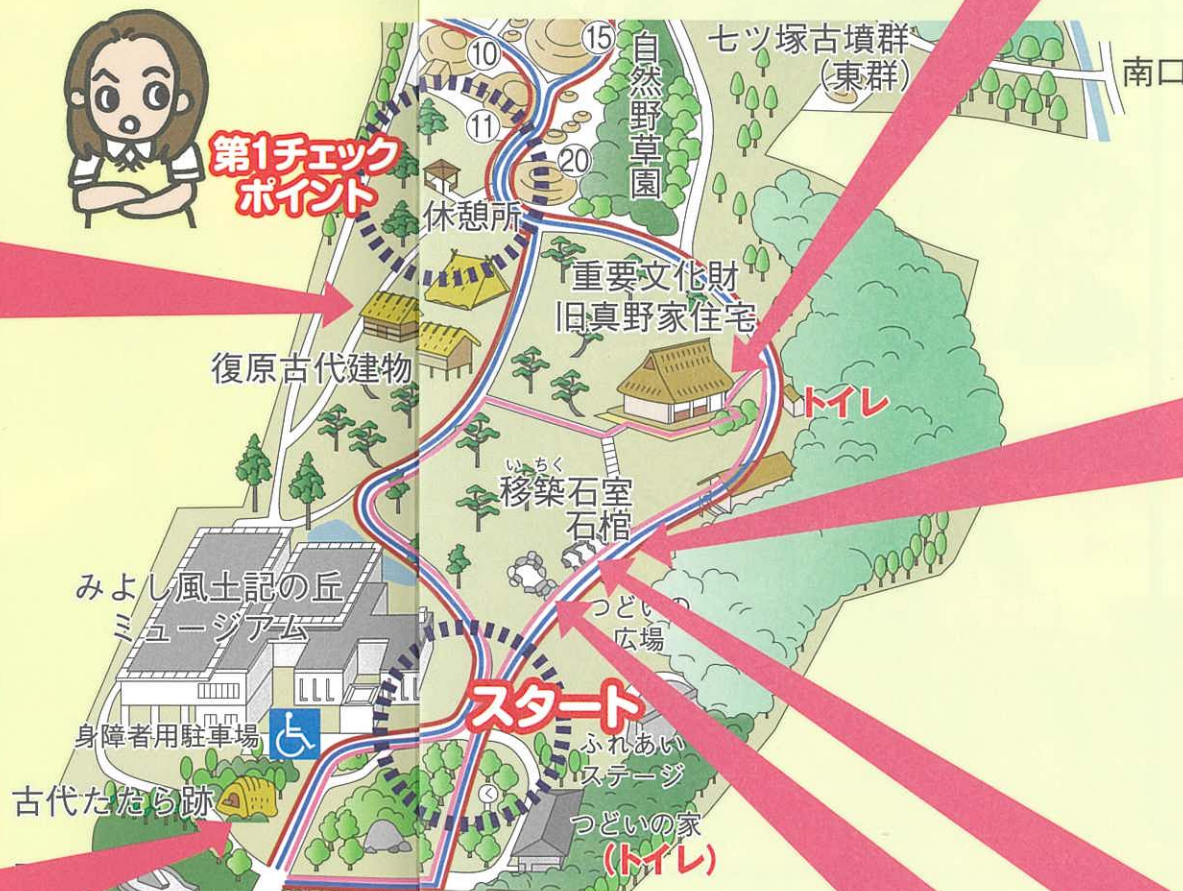 ⑩
⑮
自然野草園
七ツ塚古墳群
（東群）
南口
⑪
第1チェック
ポイント
⑳
休憩所
重要文化財
旧真野家住宅
復原古代建物
トイレ
いちく
移築石室
石棺
みよし風土記の丘
ミュージアム
つどいの
広場
スタート
身障者用駐車場
ふれあい
ステージ
く
古代たたら跡
つどいの家
（トイレ）